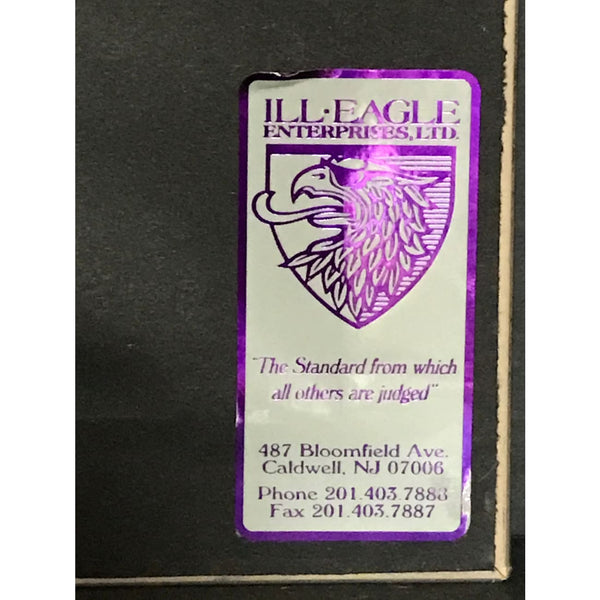 ILL·EAGLE
ENTERPRISES, LTD.
"The Standard from which
all others are judged"
487 Bloomfield Ave.
Caldwell, NJ 07006
Phone 201.403.7888
Fax 201.403.7887